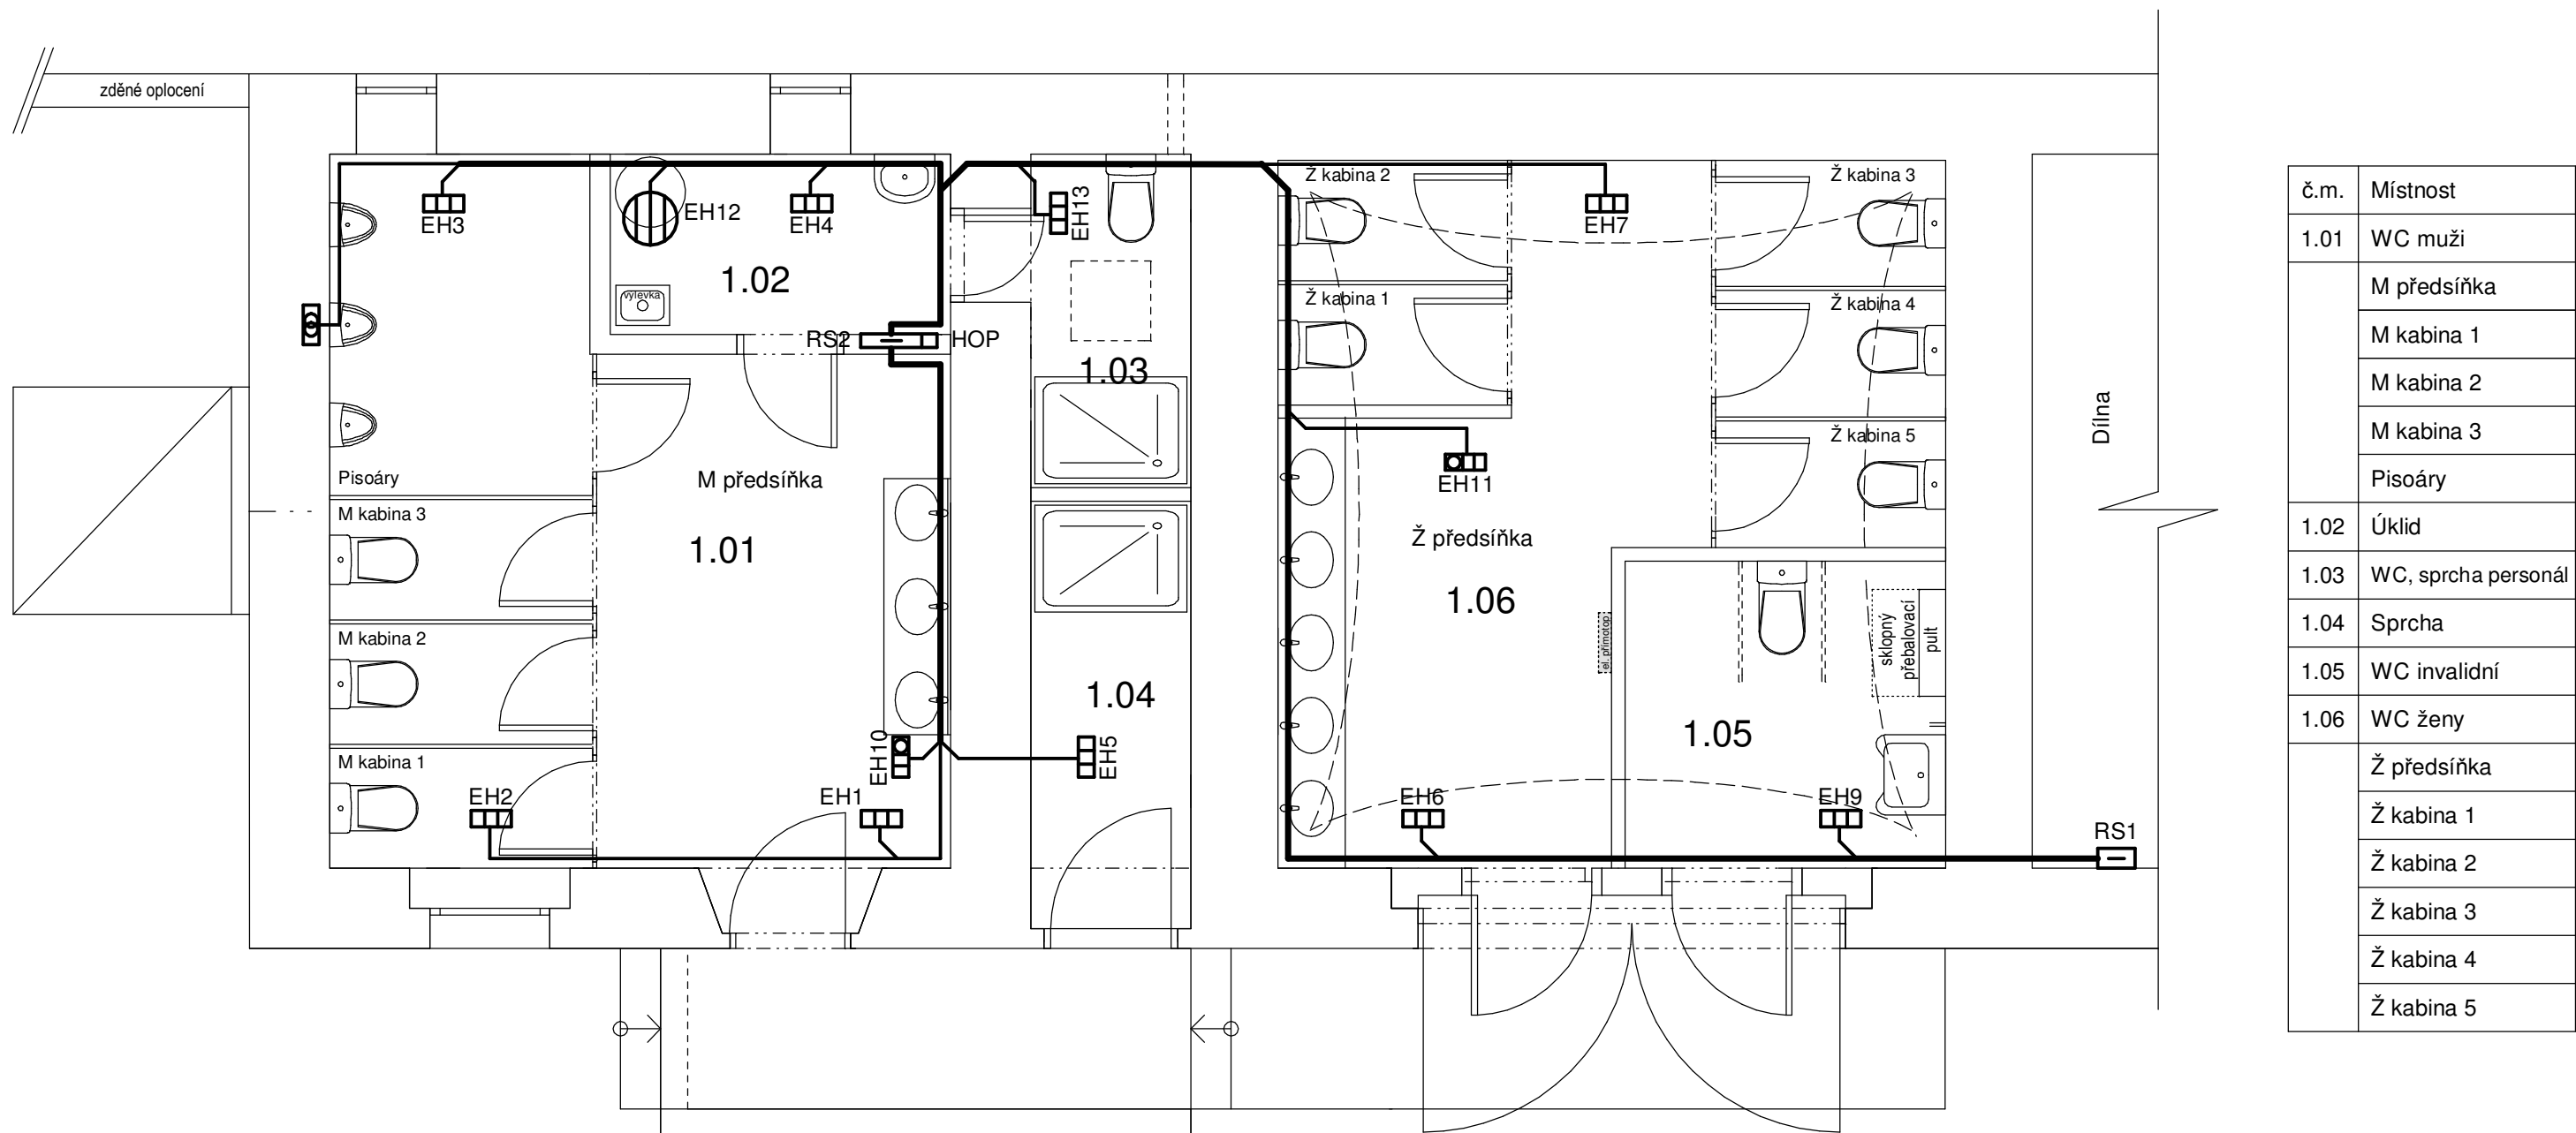 zděné oplocení
EH3
EH12
EH4
EH13
1.02
výlevka
RS2
HOP
1.03
Ž kabina 2
Ž kabina 1
EH7
Ž kabina 3
Ž kabina 4
Ž kabina 5
EH11
Dílna
Pisoáry
M předsíňka
1.01
M kabina 3
M kabina 2
M kabina 1
EH2
EH1
EH10
EH5
1.04
Ž předsíňka
1.06
el. přímotop
sklopný
přebalovací
pult
1.05
EH6
EH9
RS1
č.m. Místnost
1.01 WC muži
M předsíňka
M kabina 1
M kabina 2
M kabina 3
Pisoáry
1.02 Úklid
1.03 WC, sprcha personál
1.04 Sprcha
1.05 WC invalidní
1.06 WC ženy
Ž předsíňka
Ž kabina 1
Ž kabina 2
Ž kabina 3
Ž kabina 4
Ž kabina 5